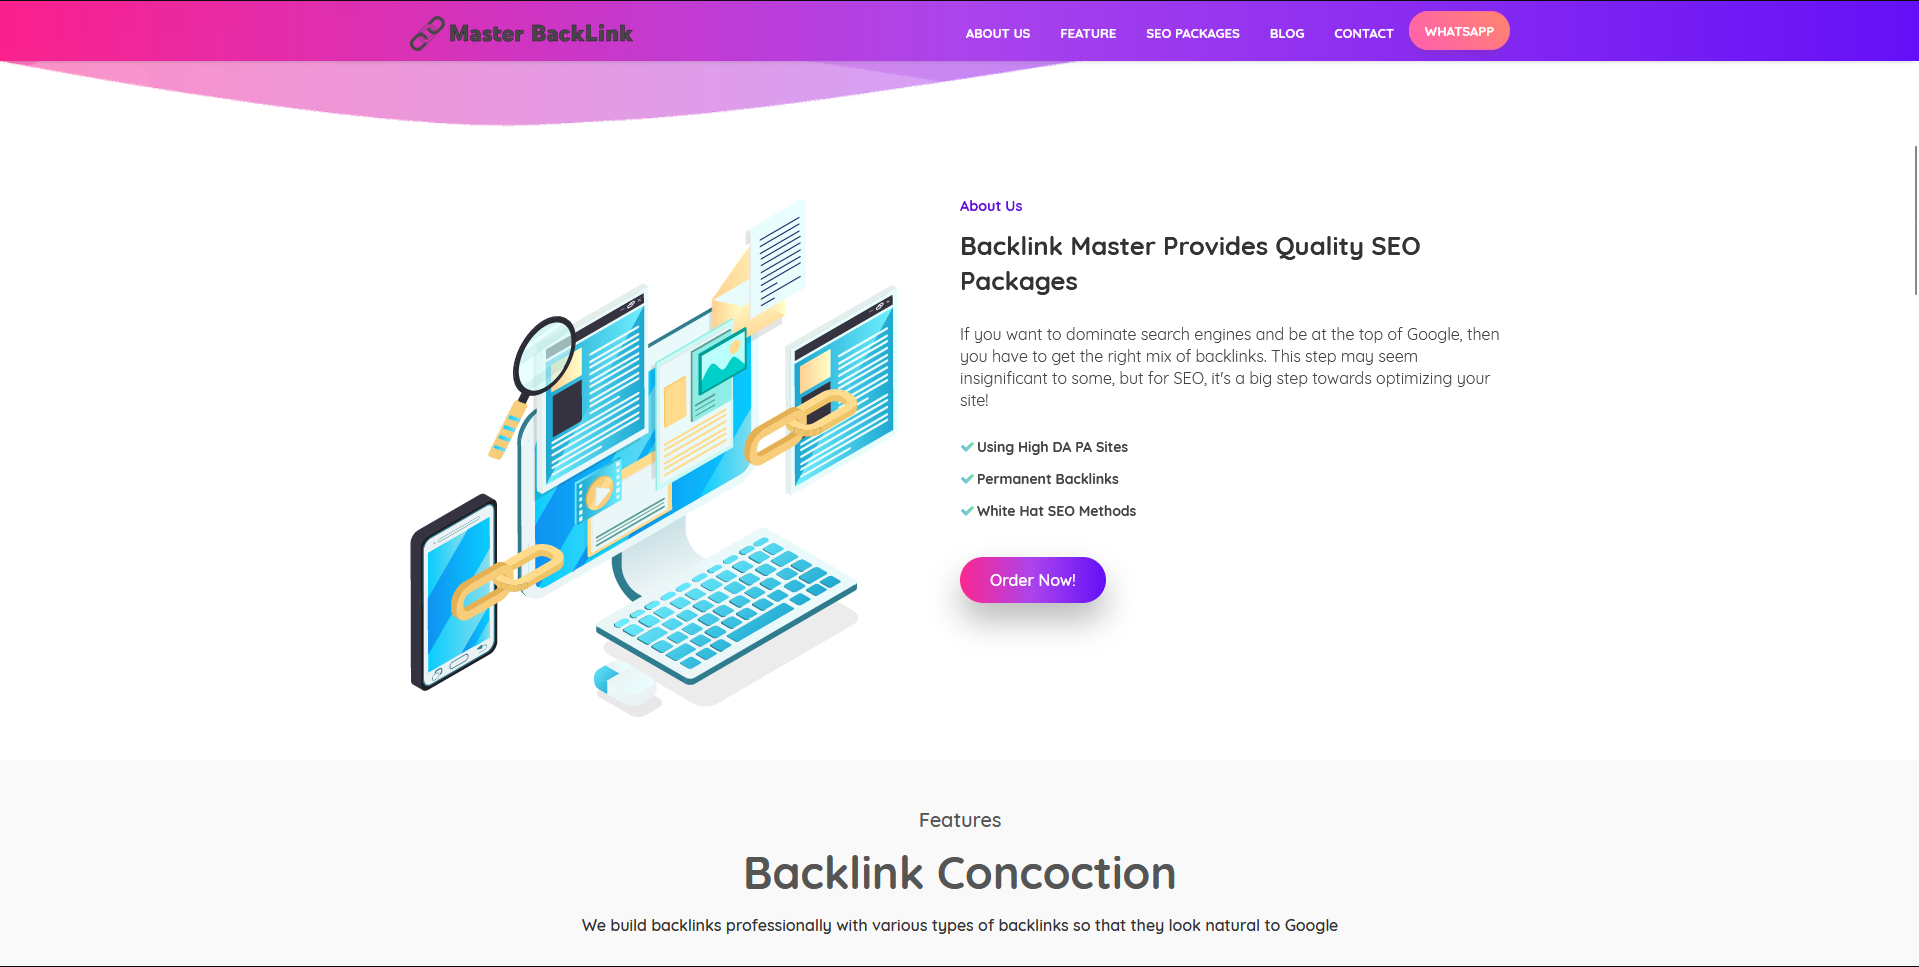 Master BackLink
ABOUT US
FEATURE
SEO PACKAGES
BLOG
CONTACT
WHATSAPP
About Us
Backlink Master Provides Quality SEO
Packages
If you want to dominate search engines and be at the top of Google, then
you have to get the right mix of backlinks. This step may seem
insignificant to some, but for SEO, it's a big step towards optimizing your
site!
Using High DA PA Sites
Permanent Backlinks
White Hat SEO Methods
Order Now!
Features
Backlink Concoction
We build backlinks professionally with various types of backlinks so that they look natural to Google